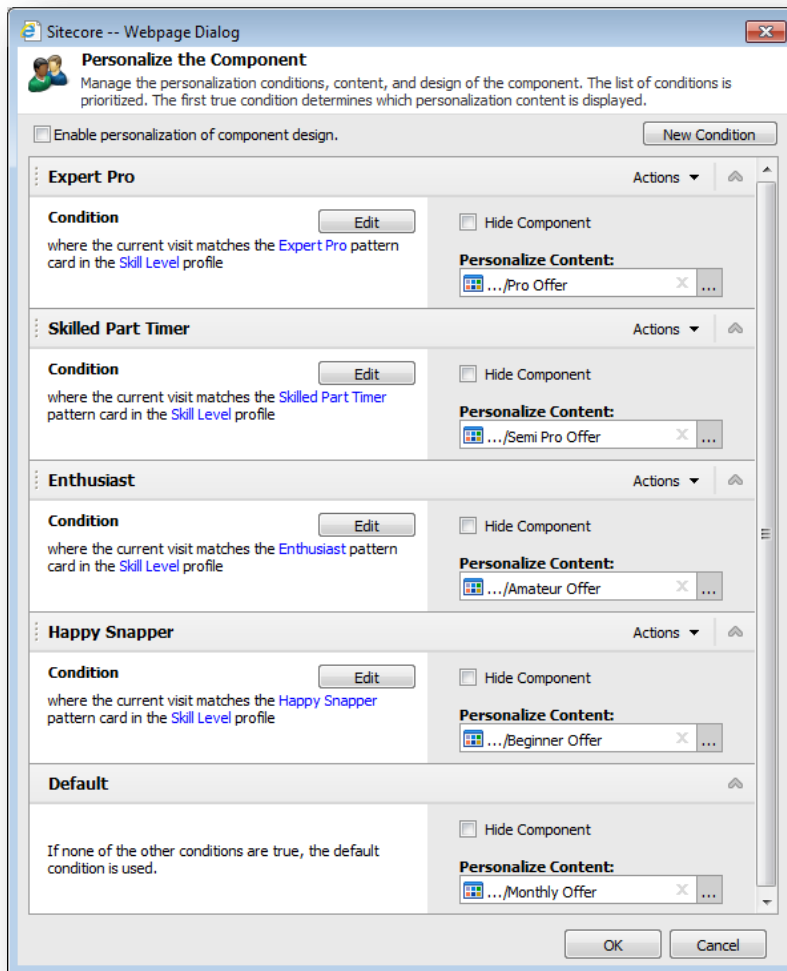 Sitecore -- Webpage Dialog
Personalize the Component
Manage the personalization conditions, content, and design of the component. The list of conditions is
prioritized. The first true condition determines which personalization content is displayed.
Enable personalization of component design.
New Condition
Expert Pro
Actions
Condition
Edit
where the current visit matches the Expert Pro pattern
card in the Skill Level profile
Hide Component
Personalize Content:
.../Pro Offer
...
Skilled Part Timer
Actions
Condition
Edit
where the current visit matches the Skilled Part Timer
pattern card in the Skill Level profile
Hide Component
Personalize Content:
.../Semi Pro Offer
...
Enthusiast
Actions
Condition
Edit
where the current visit matches the Enthusiast pattern
card in the Skill Level profile
Hide Component
Personalize Content:
.../Amateur Offer
...
Happy Snapper
Actions
Condition
Edit
where the current visit matches the Happy Snapper
pattern card in the Skill Level profile
Hide Component
Personalize Content:
.../Beginner Offer
...
Default
If none of the other conditions are true, the default
condition is used.
Hide Component
Personalize Content:
.../Monthly Offer
...
OK
Cancel